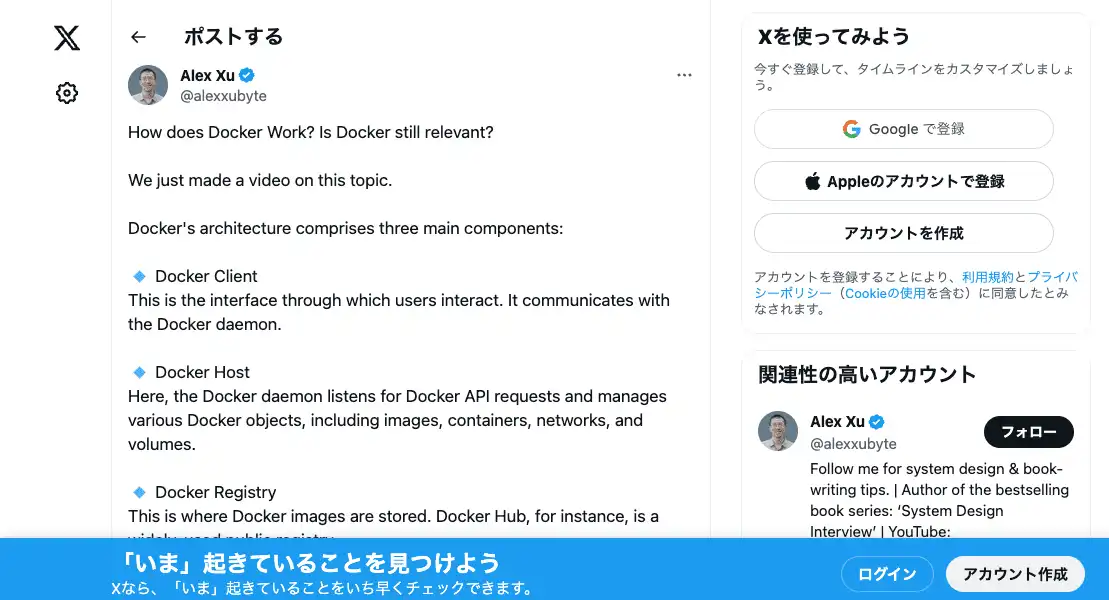 ポストする
Alex Xu
@alexxubyte
How does Docker Work? Is Docker still relevant?
We just made a video on this topic.
Docker's architecture comprises three main components:
Docker Client
This is the interface through which users interact. It communicates with
the Docker daemon.
Docker Host
Here, the Docker daemon listens for Docker API requests and manages
various Docker objects, including images, containers, networks, and
volumes.
Docker Registry
This is where Docker images are stored. Docker Hub, for instance, is a
widely-used public registry.
Xを使ってみよう
今すぐ登録して、タイムラインをカスタマイズしましょ
う。
Google で登録
Appleのアカウントで登録
アカウントを作成
アカウントを登録することにより、利用規約とプライバ
シーポリシー（Cookieの使用を含む）に同意したとみ
なされます。
関連性の高いアカウント
Alex Xu
@alexxubyte
フォロー
Follow me for system design & book-
writing tips. | Author of the bestselling
book series: ‘System Design
Interview’ | YouTube:
「いま」起きていることを見つけよう
Xなら、「いま」起きていることをいち早くチェックできます。
ログイン
アカウント作成